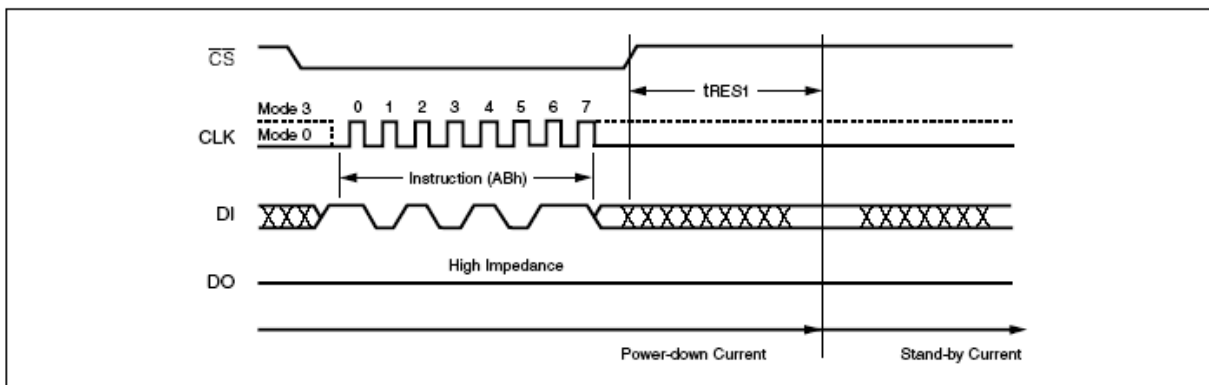 CS
tRES1
Mode 3 0 1 2 3 4 5 6 7
CLK Mode 0
Instruction (ABh)
DI
High Impedance
DO
Power-down Current Stand-by Current